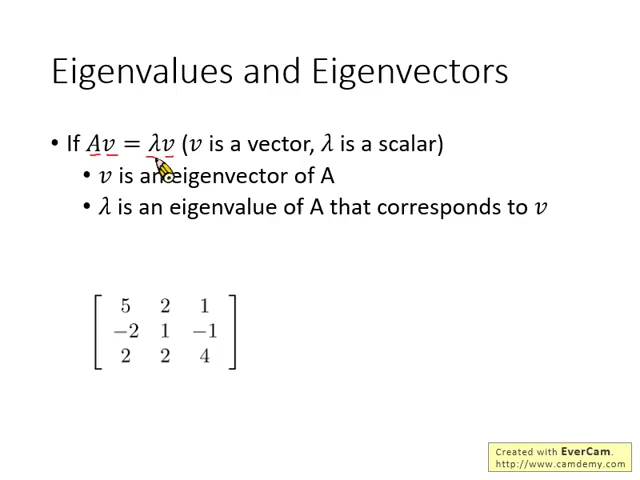 Eigenvalues and Eigenvectors
• If Av = λv (v is a vector, λ is a scalar)
• v is an eigenvector of A
• λ is an eigenvalue of A that corresponds to v
5 2 1
−2 1 −1
2 2 4
Created with EverCam.
http://www.camdemy.com